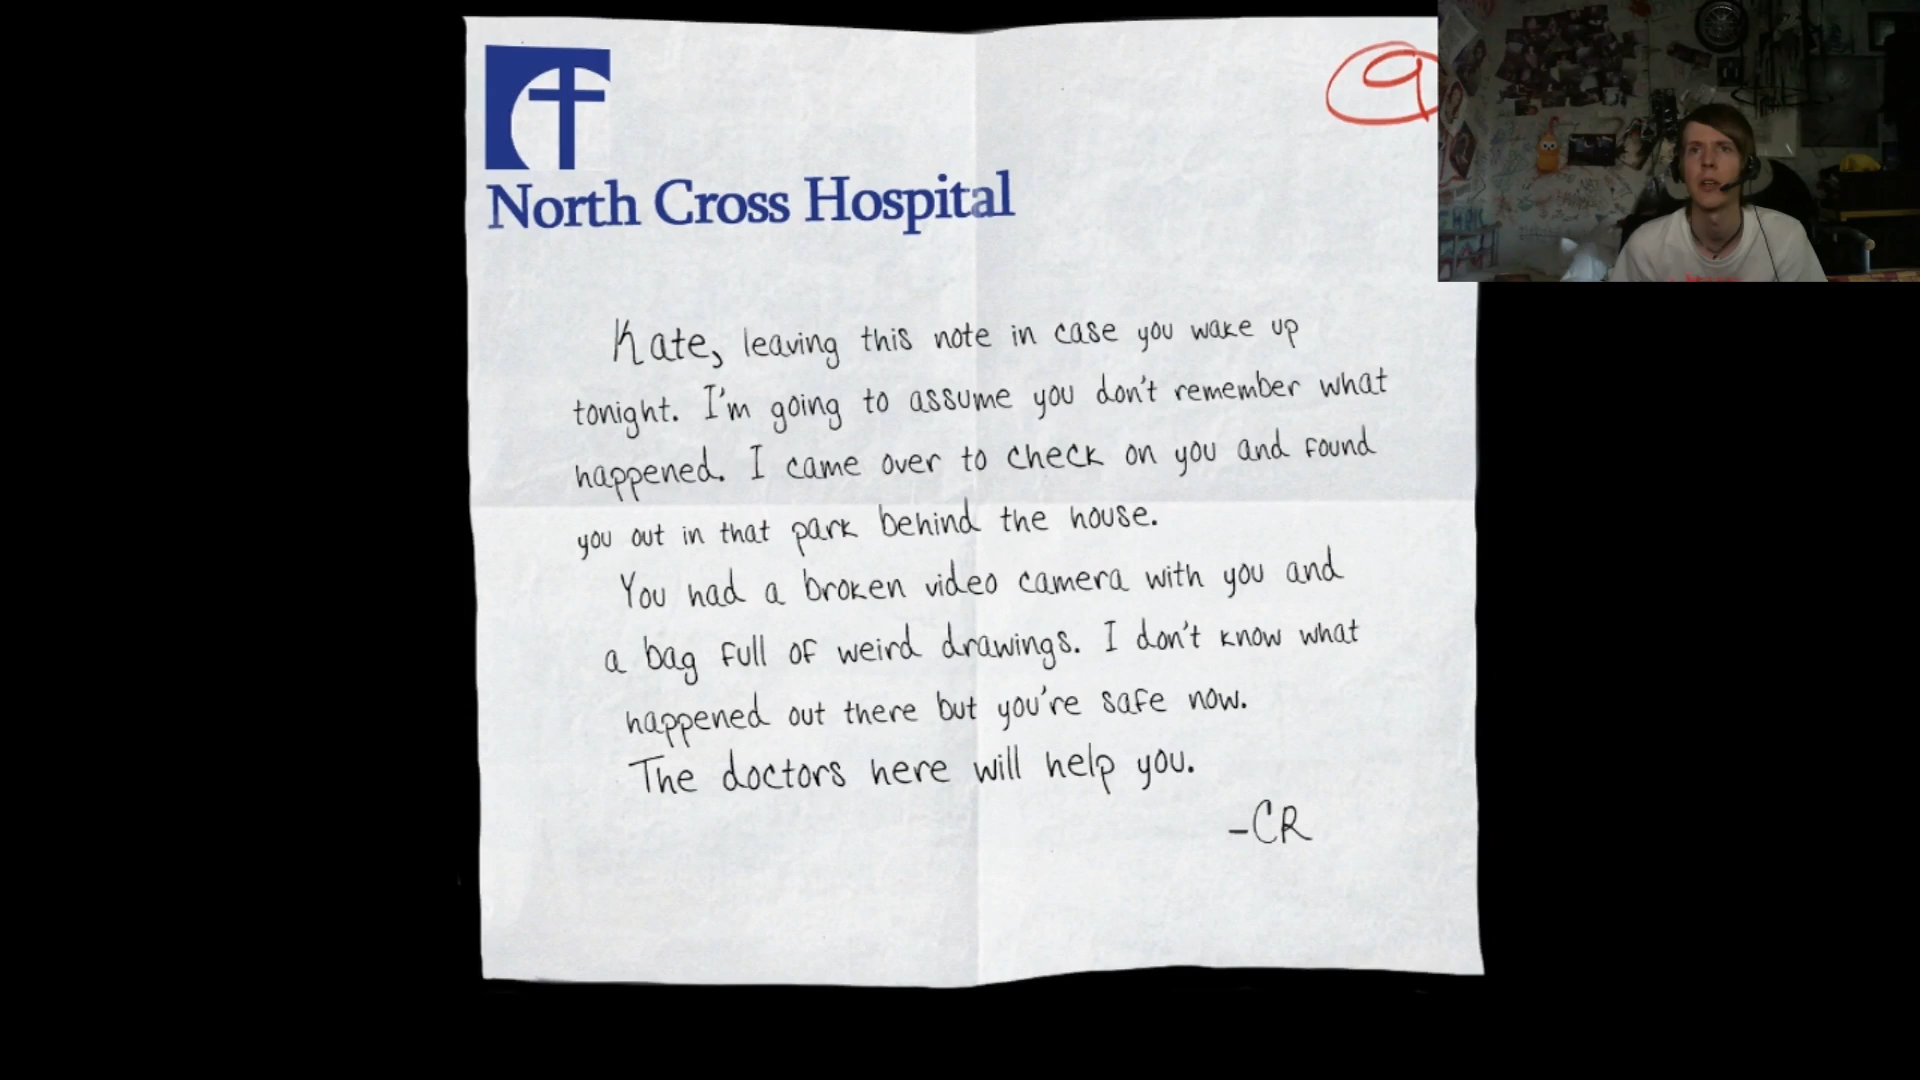 9
North Cross Hospital
Kate, leaving this note in case you wake up
tonight. I'm going to assume you don't remember what
happened. I came over to check on you and found
you out in that park behind the house.
You had a broken video camera with you and
a bag full of weird drawings. I don't know what
happened out there but you're safe now.
The doctors here will help you.
-CR